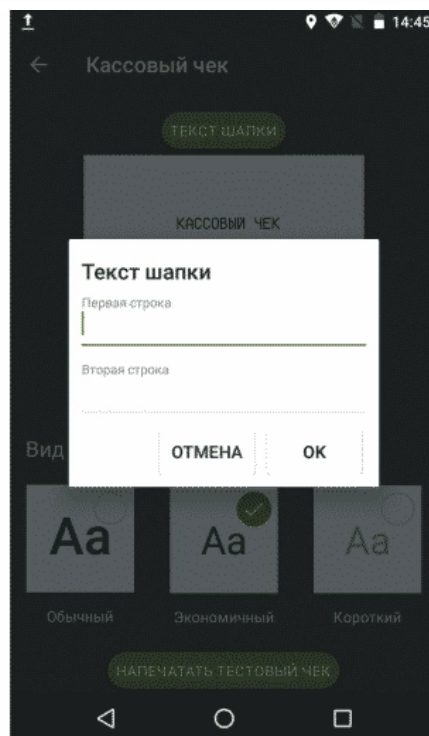 14:45
Кассовый чек
ТЕКСТ ШАПКИ
КАССОВЫЙ ЧЕК
Текст шапки
Первая строка
Вторая строка
Вид
ОТМЕНА ОК
Aa Aa Aa
Обычный Экономичный Короткий
НАПЕЧАТАТЬ ТЕСТОВЫЙ ЧЕК